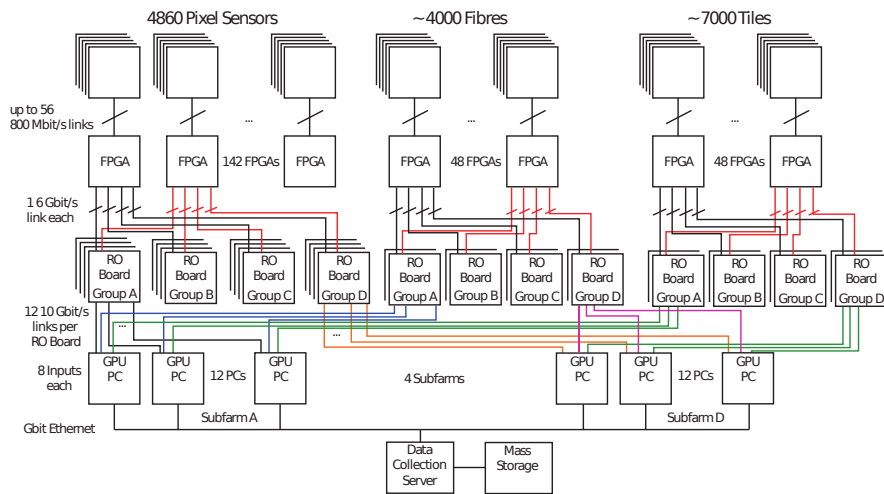 4860 Pixel Sensors
~4000 Fibres
~7000 Tiles
up to 56
800 Mbit/s links
...
...
...
FPGA
FPGA
142 FPGAs
FPGA
FPGA
48 FPGAs
FPGA
FPGA
48 FPGAs
FPGA
1 6 Gbit/s
link each
RO
Board
Group A
RO
Board
Group B
RO
Board
Group C
RO
Board
Group D
RO
Board
Group A
RO
Board
Group B
RO
Board
Group C
RO
Board
Group D
RO
Board
Group A
RO
Board
Group B
RO
Board
Group C
RO
Board
Group D
12 10 Gbit/s
links per
RO Board
...
...
8 Inputs
each
GPU
PC
GPU
PC
12 PCs
GPU
PC
4 Subfarms
GPU
PC
GPU
PC
12 PCs
GPU
PC
Subfarm A
Subfarm D
Gbit Ethernet
Data
Collection
Server
Mass
Storage